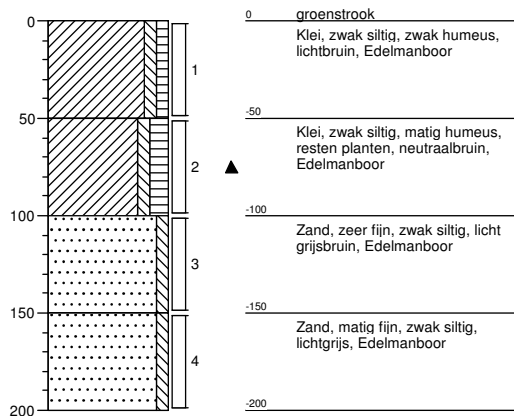 0
50
100
150
200
1
2
3
4
0
groenstrook
Klei, zwak siltig, zwak humeus,
lichtbruin, Edelmanboor
-50
Klei, zwak siltig, matig humeus,
resten planten, neutraalbruin,
Edelmanboor
-100
Zand, zeer fijn, zwak siltig, licht
grijsbruin, Edelmanboor
-150
Zand, matig fijn, zwak siltig,
lichtgrijs, Edelmanboor
-200